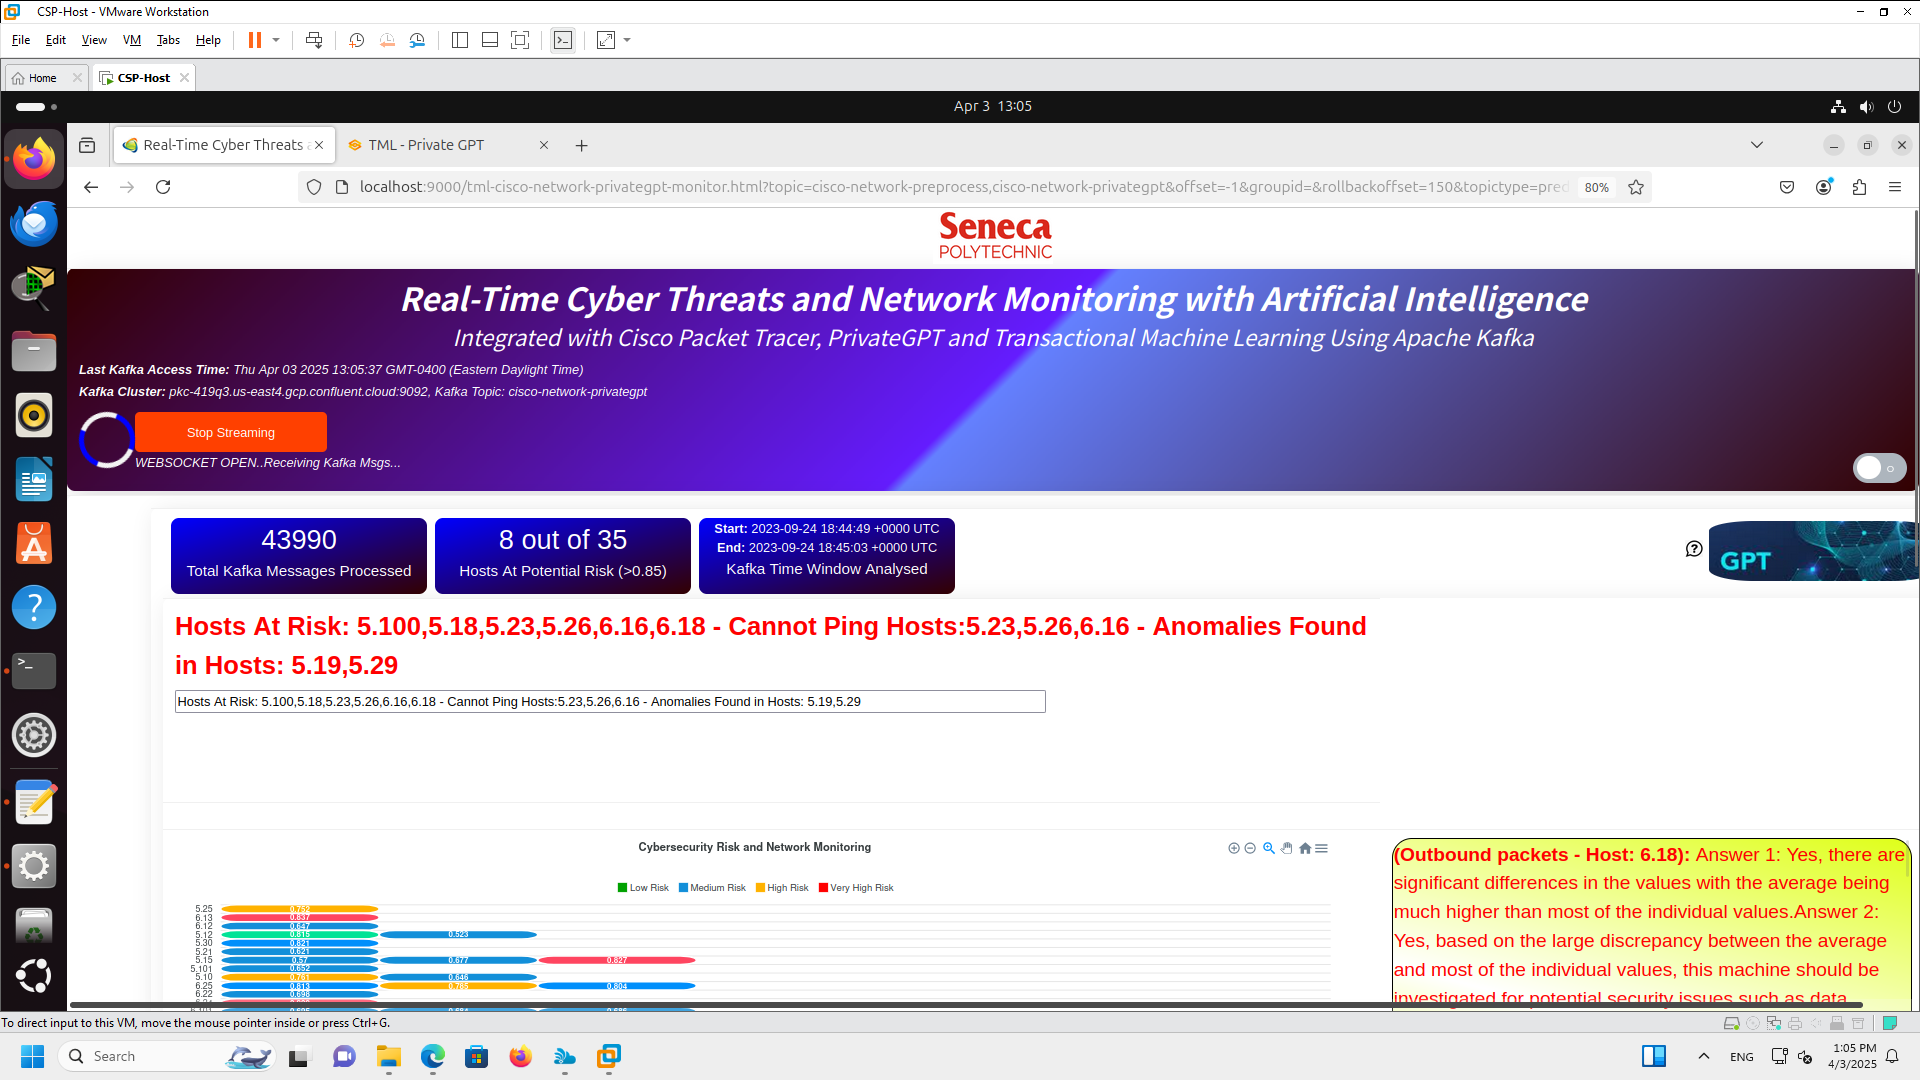 CSP-Host - VMware Workstation
File Edit View VM Tabs Help
Home
CSP-Host
Apr 3 13:05
Real-Time Cyber Threats
TML - Private GPT
localhost:9000/tml-cisco-network-privategpt-monitor.html?topic=cisco-network-preprocess,cisco-network-privategpt&offset=-1&groupid=&rollbackoffset=150&topictype=pred
80%
Seneca
POLYTECHNIC
Real-Time Cyber Threats and Network Monitoring with Artificial Intelligence
Integrated with Cisco Packet Tracer, PrivateGPT and Transactional Machine Learning Using Apache Kafka
Last Kafka Access Time: Thu Apr 03 2025 13:05:37 GMT-0400 (Eastern Daylight Time)
Kafka Cluster: pkc-419q3.us-east4.gcp.confluent.cloud:9092, Kafka Topic: cisco-network-privategpt
Stop Streaming
WEBSOCKET OPEN..Receiving Kafka Msgs...
43990
Total Kafka Messages Processed
8 out of 35
Hosts At Potential Risk (>0.85)
Start: 2023-09-24 18:44:49 +0000 UTC
End: 2023-09-24 18:45:03 +0000 UTC
Kafka Time Window Analysed
GPT
Hosts At Risk: 5.100,5.18,5.23,5.26,6.16,6.18 - Cannot Ping Hosts:5.23,5.26,6.16 - Anomalies Found
in Hosts: 5.19,5.29
Hosts At Risk: 5.100,5.18,5.23,5.26,6.16,6.18 - Cannot Ping Hosts:5.23,5.26,6.16 - Anomalies Found in Hosts: 5.19,5.29
Cybersecurity Risk and Network Monitoring
Low Risk Medium Risk High Risk Very High Risk
5.25 0.752
6.13 0.837
6.12 0.647
5.12 0.815 0.523
5.30 0.821
5.21 0.621
5.15 0.57 0.677 0.827
5.101 0.652
5.10 0.761 0.646
6.25 0.813 0.765 0.804
6.22 0.698
(Outbound packets - Host: 6.18): Answer 1: Yes, there are
significant differences in the values with the average being
much higher than most of the individual values.Answer 2:
Yes, based on the large discrepancy between the average
and most of the individual values, this machine should be
investigated for potential security issues such as data
To direct input to this VM, move the mouse pointer inside or press Ctrl+G.
Search
ENG
1:05 PM
4/3/2025